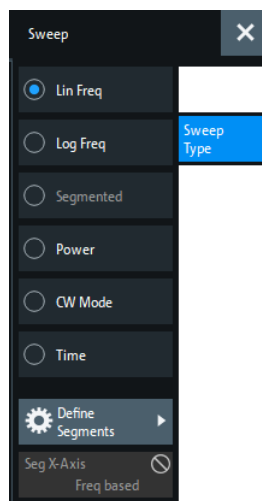 Sweep
Lin Freq
Log Freq
Sweep
Type
Segmented
Power
CW Mode
Time
Define
Segments
Seg X-Axis
Freq based